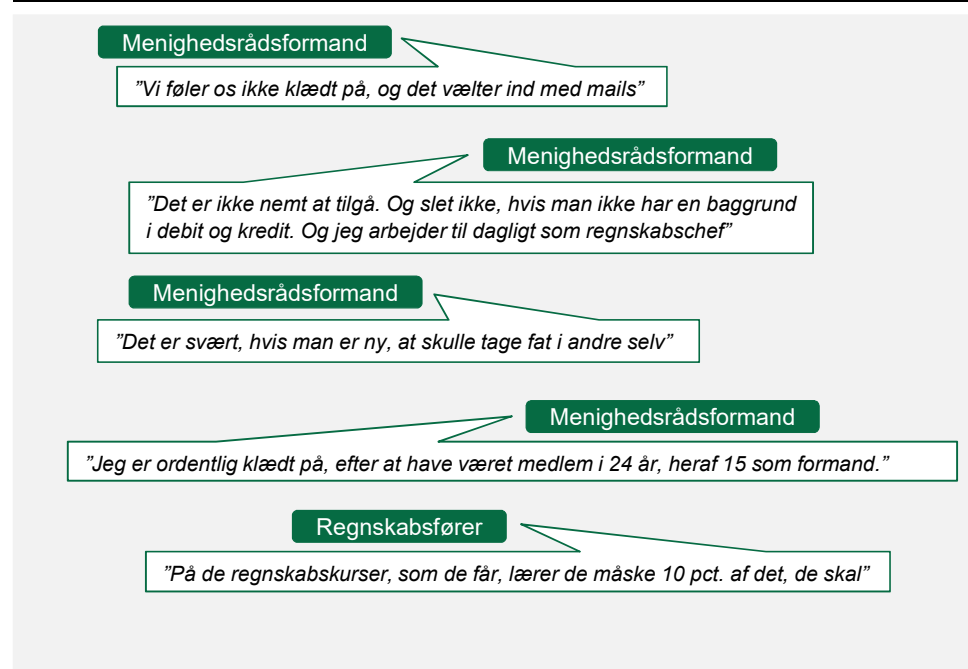 Menighedsrådsformand
”Vi føler os ikke klædt på, og det vælter ind med mails”
Menighedsrådsformand
”Det er ikke nemt at tilgå. Og slet ikke, hvis man ikke har en baggrund
i debit og kredit. Og jeg arbejder til dagligt som regnskabschef”
Menighedsrådsformand
”Det er svært, hvis man er ny, at skulle tage fat i andre selv”
Menighedsrådsformand
”Jeg er ordentlig klædt på, efter at have været medlem i 24 år, heraf 15 som formand.”
Regnskabsfører
”På de regnskabskurser, som de får, lærer de måske 10 pct. af det, de skal”